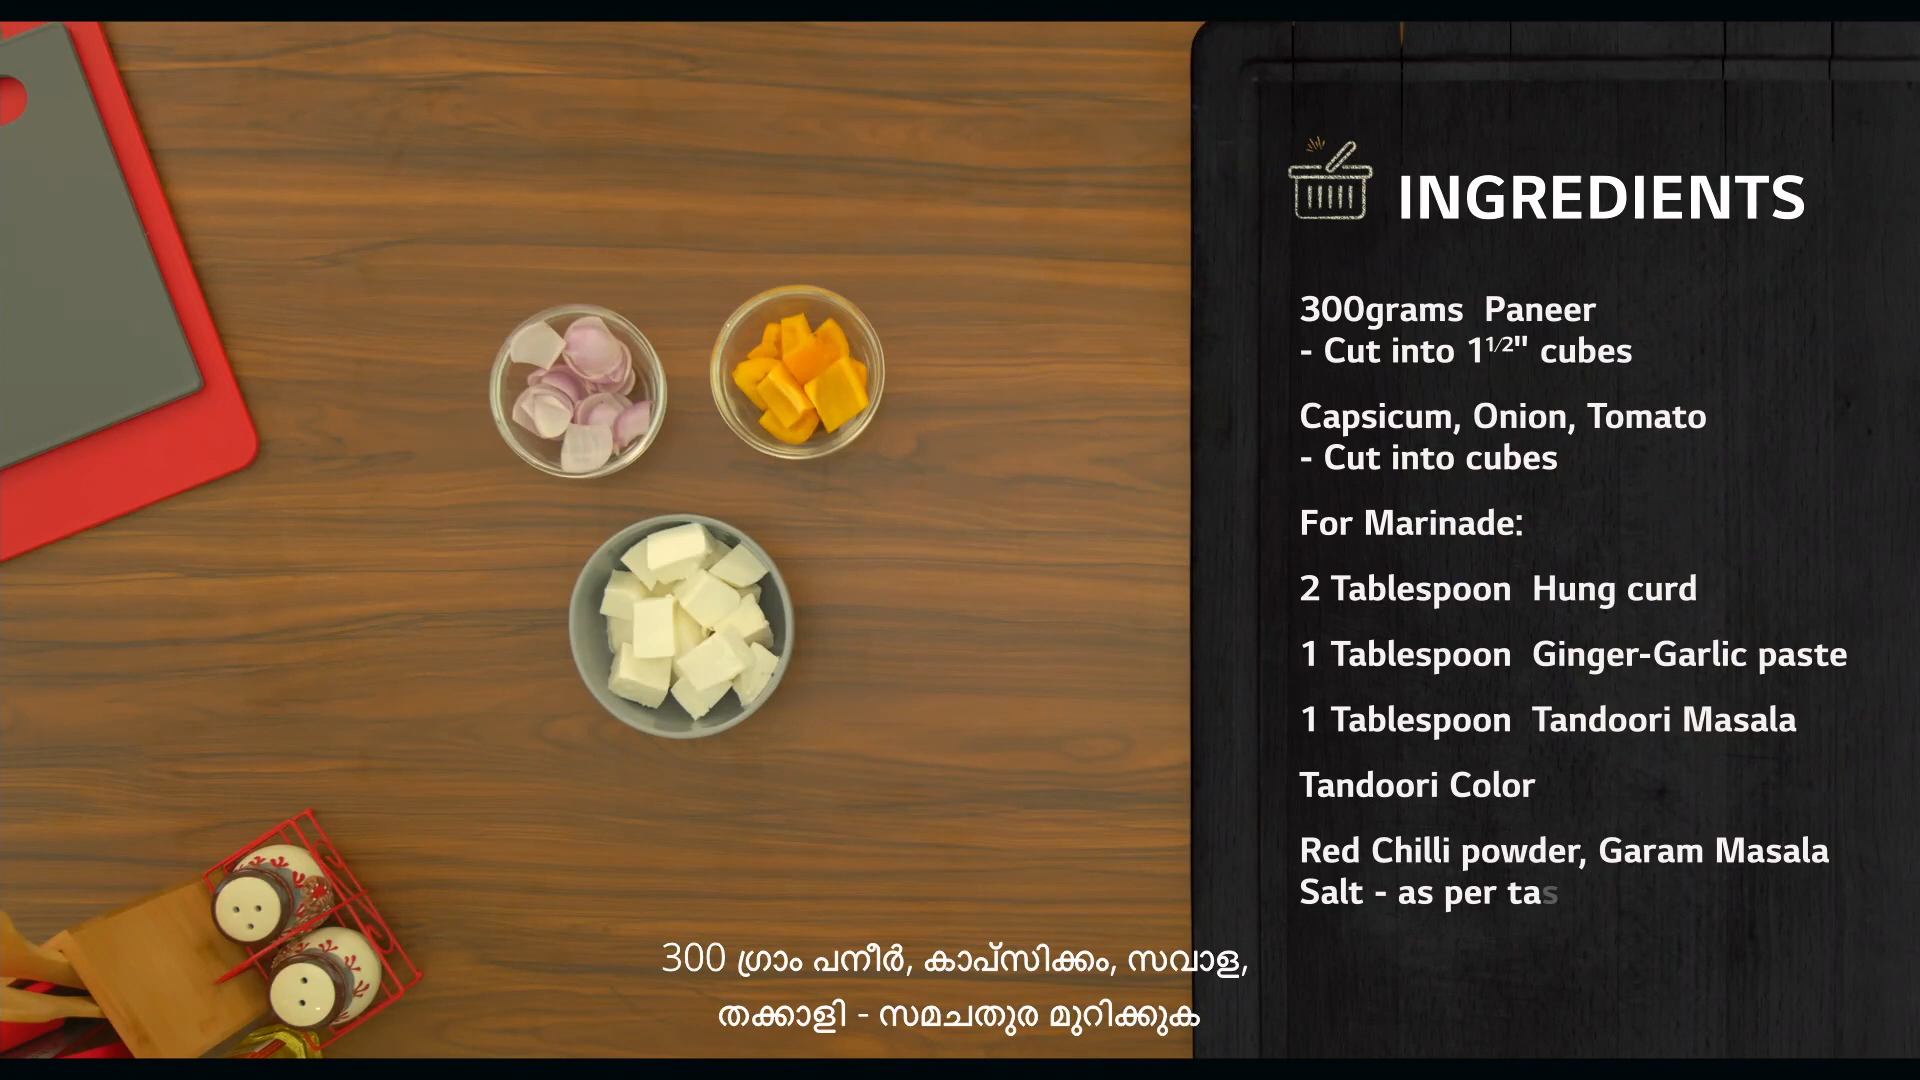 INGREDIENTS
300grams Paneer
- Cut into 1 1/2" cubes
Capsicum, Onion, Tomato
- Cut into cubes
For Marinade:
2 Tablespoon Hung curd
1 Tablespoon Ginger-Garlic paste
1 Tablespoon Tandoori Masala
Tandoori Color
Red Chilli powder, Garam Masala
Salt - as per tas
300 ഗ്രാം പനീർ, കാപ്സിക്കം, സവാള,
തക്കാളി - സമചതുര മുറിക്കുക